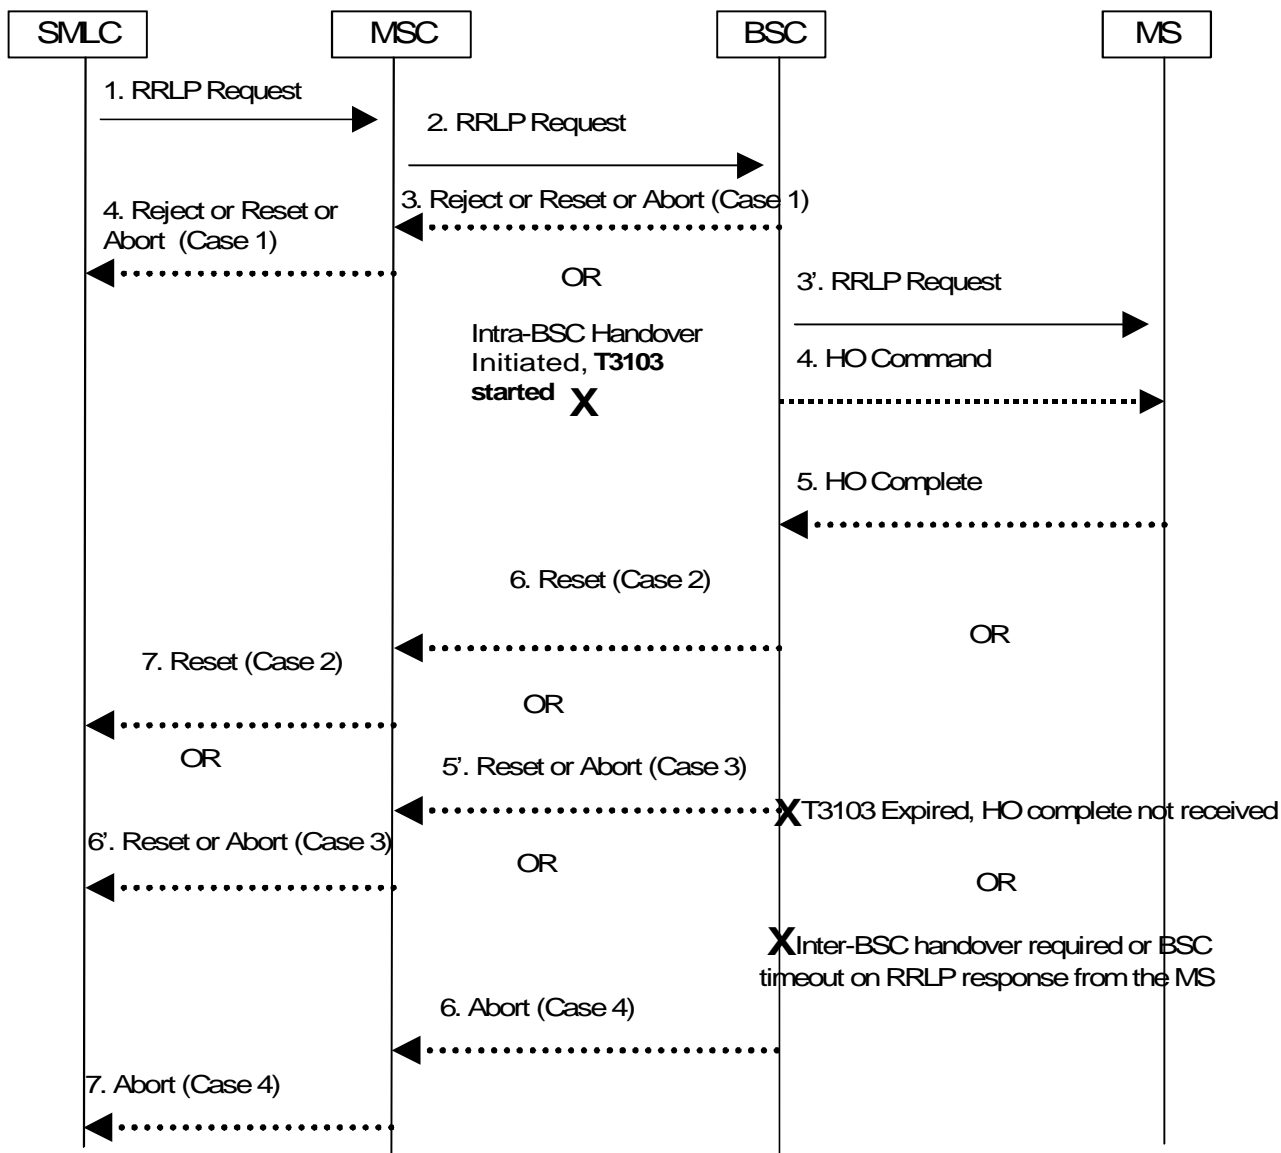 SMLC
MSC
BSC
MS
1. RRLP Request
2. RRLP Request
3. Reject or Reset or Abort (Case 1)
4. Reject or Reset or
Abort (Case 1)
OR
3'. RRLP Request
Intra-BSC Handover
Initiated, T3103
started X
4. HO Command
5. HO Complete
6. Reset (Case 2)
OR
7. Reset (Case 2)
OR
OR
5'. Reset or Abort (Case 3)
X T3103 Expired, HO complete not received
6'. Reset or Abort (Case 3)
OR
OR
X Inter-BSC handover required or BSC
timeout on RRLP response from the MS
6. Abort (Case 4)
7. Abort (Case 4)